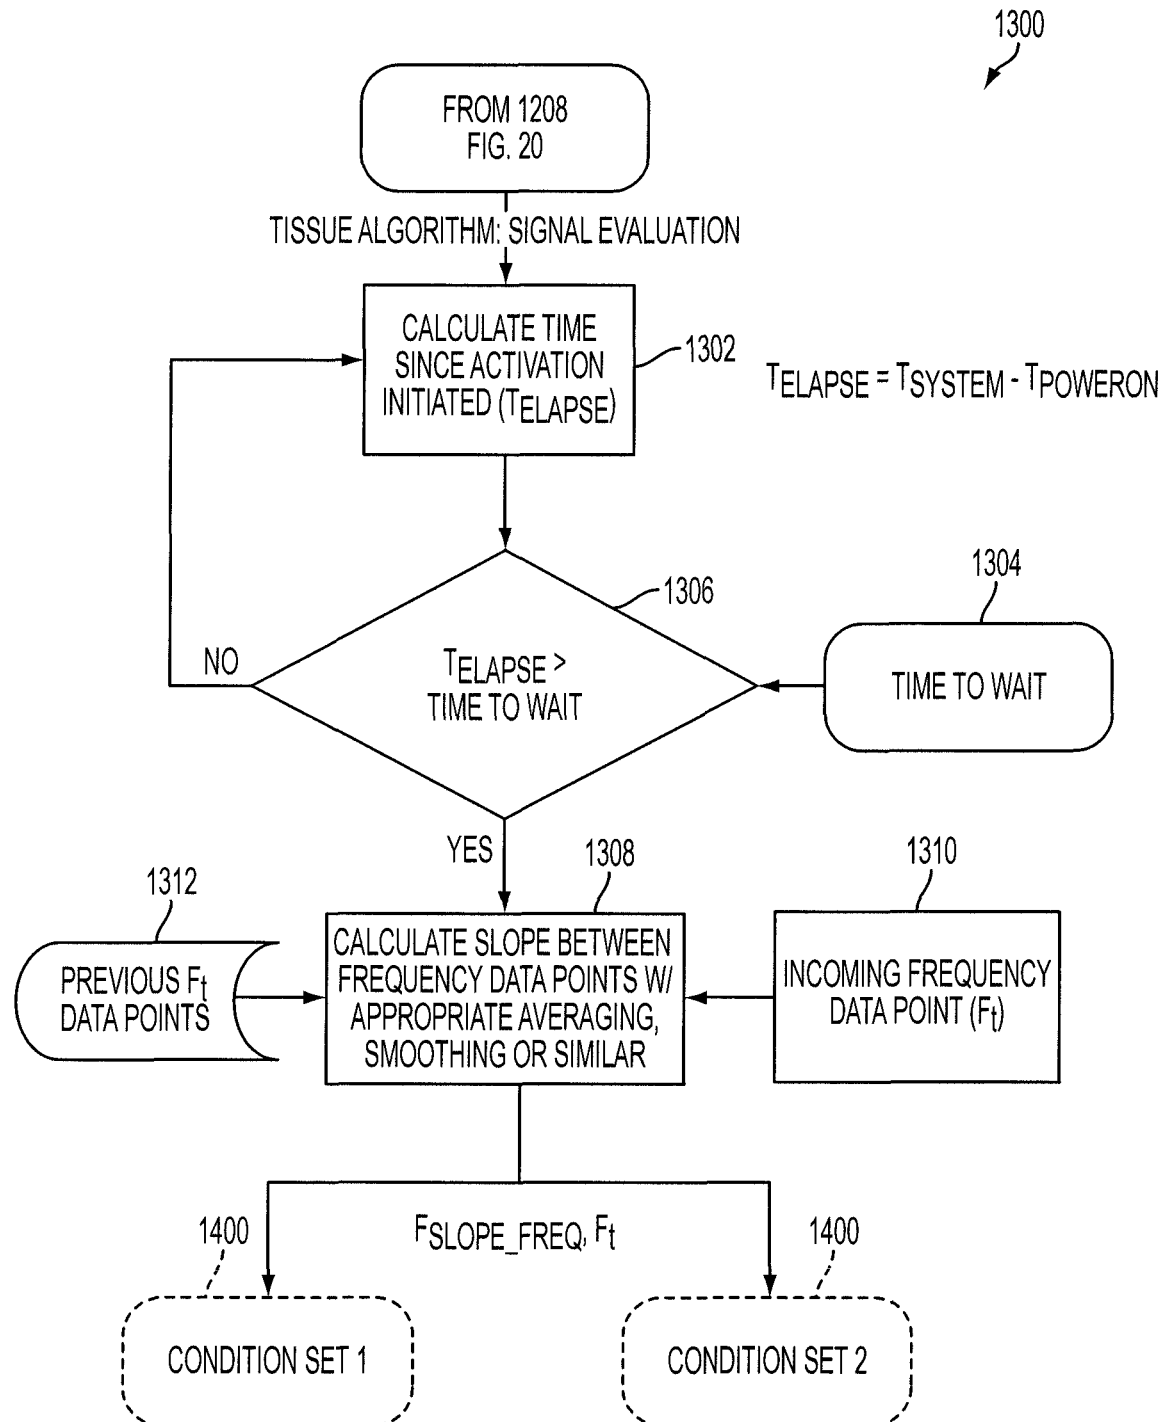 1300
FROM 1208
FIG. 20
TISSUE ALGORITHM: SIGNAL EVALUATION
CALCULATE TIME
SINCE ACTIVATION
INITIATED (TELAPSE)
1302
TELAPSE = TSYSTEM - TPOWERON
1306
1304
NO
TELAPSE >
TIME TO WAIT
TIME TO WAIT
YES
1308
1310
1312
PREVIOUS Ft
DATA POINTS
CALCULATE SLOPE BETWEEN
FREQUENCY DATA POINTS W/
APPROPRIATE AVERAGING,
SMOOTHING OR SIMILAR
INCOMING FREQUENCY
DATA POINT (Ft)
FSLOPE_FREQ, Ft
1400
1400
CONDITION SET 1
CONDITION SET 2